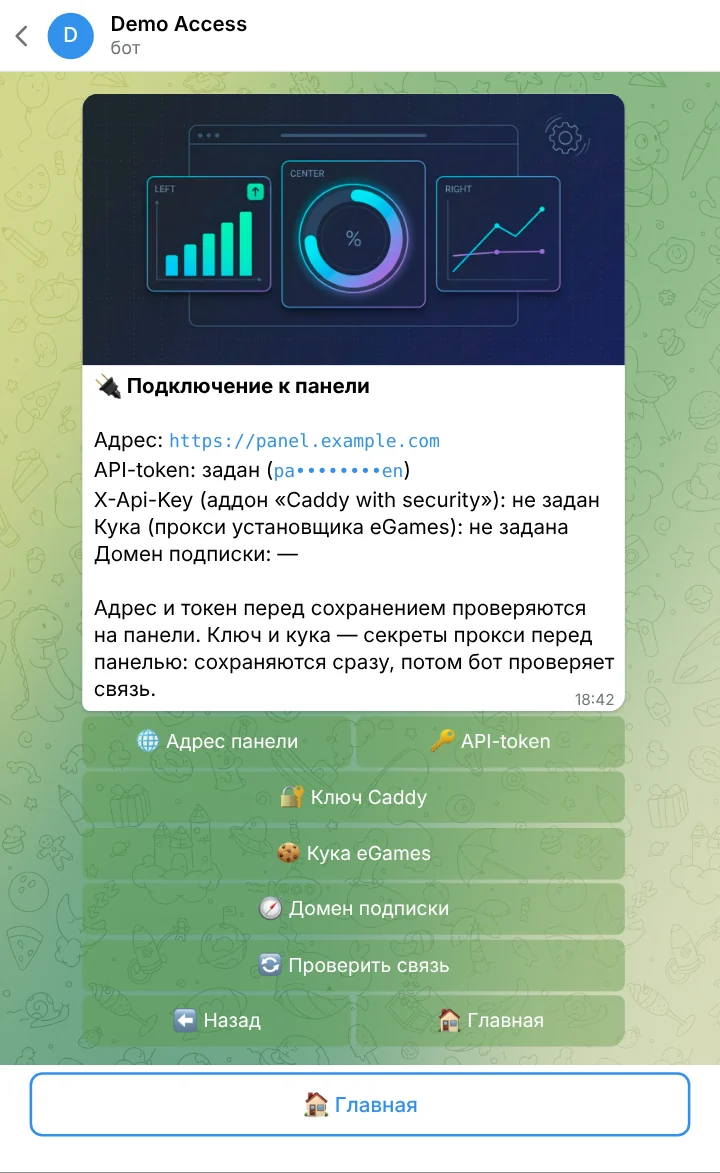 D
Demo Access
бот
LEFT
CENTER
RIGHT
%
🔌 Подключение к панели
Адрес: https://panel.example.com
API-token: задан (pa••••••••en)
X-Api-Key (аддон «Caddy with security»): не задан
Кука (прокси установщика eGames): не задана
Домен подписки: —
Адрес и токен перед сохранением проверяются
на панели. Ключ и кука — секреты прокси перед
панелью: сохраняются сразу, потом бот проверяет
связь.
18:42
🌐 Адрес панели
🔑 API-token
🔐 Ключ Caddy
🍪 Кука eGames
🧭 Домен подписки
🔄 Проверить связь
⬅️ Назад
🏠 Главная
🏠 Главная